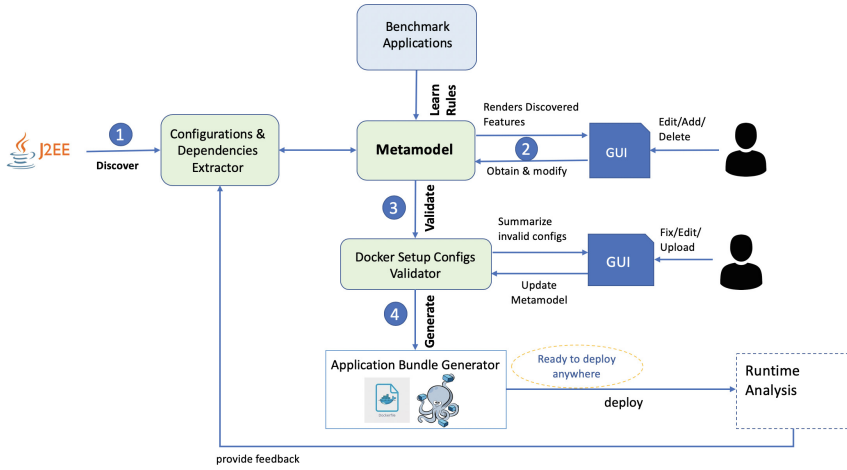 Benchmark
Applications
Learn
Rules
Renders Discovered
Features
Edit/Add/
Delete
1
J2EE
Discover
Configurations &
Dependencies
Extractor
Metamodel
2
GUI
Obtain & modify
3
Validate
Summarize
invalid configs
Fix/Edit/
Upload
Docker Setup Configs
Validator
GUI
Update
Metamodel
4
Generate
Application Bundle Generator
Ready to deploy
anywhere
Runtime
Analysis
deploy
provide feedback